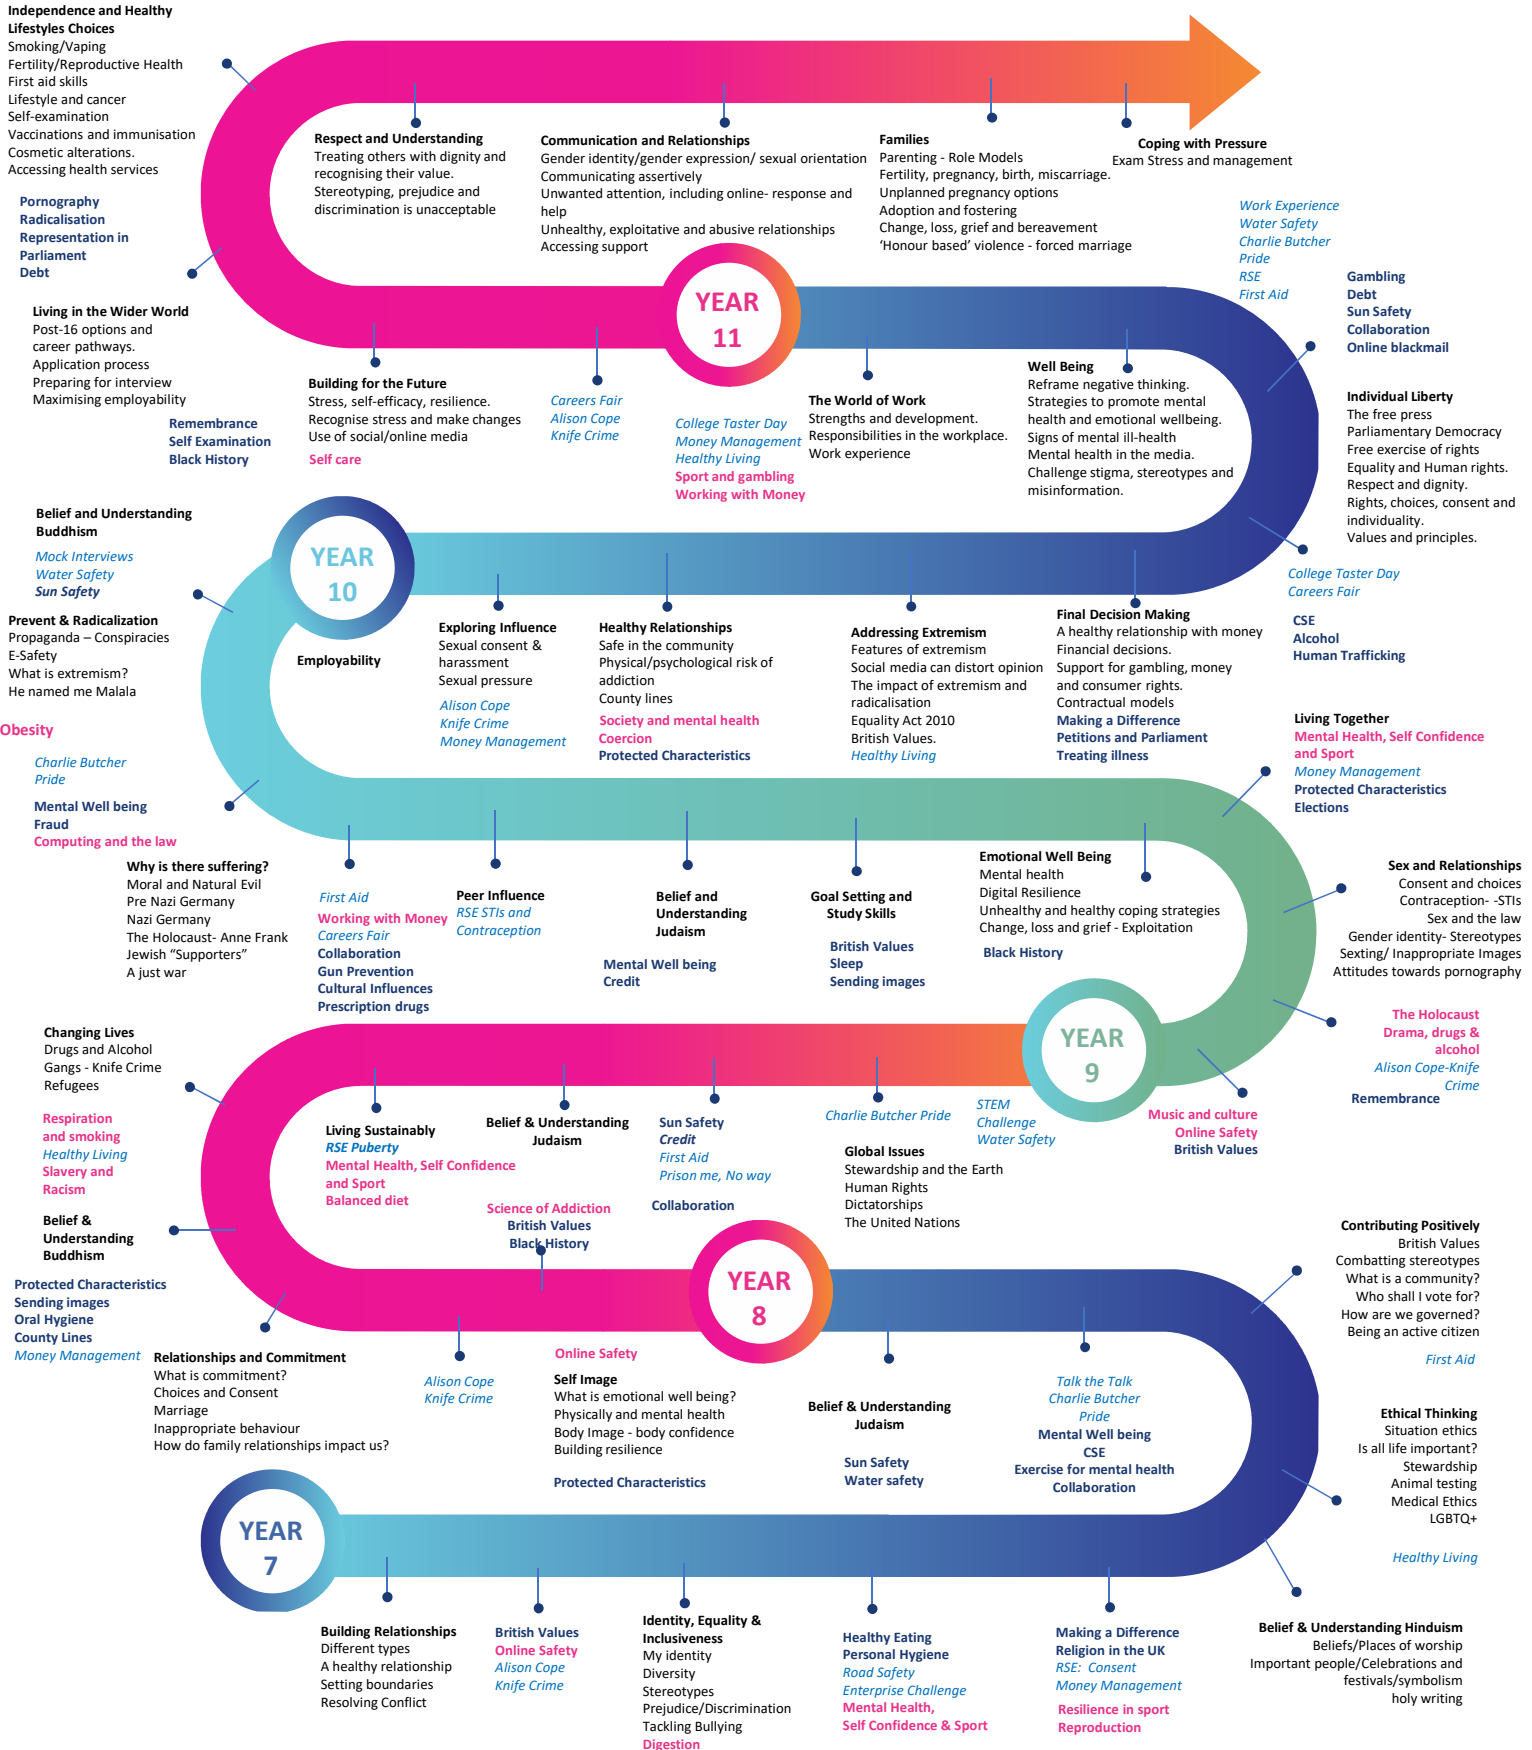 Independence and Healthy
Lifestyles Choices
Smoking/Vaping
Fertility/Reproductive Health
First aid skills
Lifestyle and cancer
Self-examination
Vaccinations and immunisation
Cosmetic alterations.
Accessing health services
Respect and Understanding
Treating others with dignity and
recognising their value.
Stereotyping, prejudice and
discrimination is unacceptable
Communication and Relationships
Gender identity/gender expression/ sexual orientation
Communicating assertively
Unwanted attention, including online- response and
help
Unhealthy, exploitative and abusive relationships
Accessing support
Families
Parenting - Role Models
Fertility, pregnancy, birth, miscarriage.
Unplanned pregnancy options
Adoption and fostering
Change, loss, grief and bereavement
‘Honour based’ violence - forced marriage
Coping with Pressure
Exam Stress and management
Pornography
Radicalisation
Representation in
Parliament
Debt
Work Experience
Water Safety
Charlie Butcher
Pride
RSE
First Aid
Gambling
Debt
Sun Safety
Collaboration
Online blackmail
YEAR
11
Living in the Wider World
Post-16 options and
career pathways.
Application process
Preparing for interview
Maximising employability
Remembrance
Self Examination
Black History
Building for the Future
Stress, self-efficacy, resilience.
Recognise stress and make changes
Use of social/online media
Self care
Careers Fair
Alison Cope
Knife Crime
College Taster Day
Money Management
Healthy Living
Sport and gambling
Working with Money
The World of Work
Strengths and development.
Responsibilities in the workplace.
Work experience
Well Being
Reframe negative thinking.
Strategies to promote mental
health and emotional wellbeing.
Signs of mental ill-health
Mental health in the media.
Challenge stigma, stereotypes and
misinformation.
Individual Liberty
The free press
Parliamentary Democracy
Free exercise of rights
Equality and Human rights.
Respect and dignity.
Rights, choices, consent and
individuality.
Values and principles.
Belief and Understanding
Buddhism
Mock Interviews
Water Safety
Sun Safety
YEAR
10
College Taster Day
Careers Fair
CSE
Alcohol
Human Trafficking
Prevent & Radicalization
Propaganda – Conspiracies
E-Safety
What is extremism?
He named me Malala
Employability
Exploring Influence
Sexual consent &
harassment
Sexual pressure
Alison Cope
Knife Crime
Money Management
Healthy Relationships
Safe in the community
Physical/psychological risk of
addiction
County lines
Society and mental health
Coercion
Protected Characteristics
Addressing Extremism
Features of extremism
Social media can distort opinion
The impact of extremism and
radicalisation
Equality Act 2010
British Values.
Healthy Living
Final Decision Making
A healthy relationship with money
Financial decisions.
Support for gambling, money
and consumer rights.
Contractual models
Making a Difference
Petitions and Parliament
Treating illness
Living Together
Mental Health, Self Confidence
and Sport
Money Management
Protected Characteristics
Elections
Obesity
Charlie Butcher
Pride
Mental Well being
Fraud
Computing and the law
Why is there suffering?
Moral and Natural Evil
Pre Nazi Germany
Nazi Germany
The Holocaust- Anne Frank
Jewish “Supporters”
A just war
First Aid
Working with Money
Careers Fair
Collaboration
Gun Prevention
Cultural Influences
Prescription drugs
Peer Influence
RSE STIs and
Contraception
Belief and
Understanding
Judaism
Mental Well being
Credit
Goal Setting and
Study Skills
British Values
Sleep
Sending images
Emotional Well Being
Mental health
Digital Resilience
Unhealthy and healthy coping strategies
Change, loss and grief - Exploitation
Black History
Sex and Relationships
Consent and choices
Contraception- -STIs
Sex and the law
Gender identity- Stereotypes
Sexting/ Inappropriate Images
Attitudes towards pornography
The Holocaust
Drama, drugs &
alcohol
Alison Cope-Knife
Crime
Remembrance
YEAR
9
Music and culture
Online Safety
British Values
Changing Lives
Drugs and Alcohol
Gangs - Knife Crime
Refugees
Respiration
and smoking
Healthy Living
Slavery and
Racism
Living Sustainably
RSE Puberty
Mental Health, Self Confidence
and Sport
Balanced diet
Belief & Understanding
Judaism
Sun Safety
Credit
First Aid
Prison me, No way
Collaboration
Charlie Butcher Pride
STEM
Challenge
Water Safety
Global Issues
Stewardship and the Earth
Human Rights
Dictatorships
The United Nations
Science of Addiction
British Values
Black History
Belief &
Understanding
Buddhism
Protected Characteristics
Sending images
Oral Hygiene
County Lines
Money Management
YEAR
8
Contributing Positively
British Values
Combatting stereotypes
What is a community?
Who shall I vote for?
How are we governed?
Being an active citizen
First Aid
Relationships and Commitment
What is commitment?
Choices and Consent
Marriage
Inappropriate behaviour
How do family relationships impact us?
Alison Cope
Knife Crime
Online Safety
Self Image
What is emotional well being?
Physically and mental health
Body Image - body confidence
Building resilience
Protected Characteristics
Belief & Understanding
Judaism
Sun Safety
Water safety
Talk the Talk
Charlie Butcher
Pride
Mental Well being
CSE
Exercise for mental health
Collaboration
Ethical Thinking
Situation ethics
Is all life important?
Stewardship
Animal testing
Medical Ethics
LGBTQ+
Healthy Living
YEAR
7
Building Relationships
Different types
A healthy relationship
Setting boundaries
Resolving Conflict
British Values
Online Safety
Alison Cope
Knife Crime
Identity, Equality &
Inclusiveness
My identity
Diversity
Stereotypes
Prejudice/Discrimination
Tackling Bullying
Digestion
Healthy Eating
Personal Hygiene
Road Safety
Enterprise Challenge
Mental Health,
Self Confidence & Sport
Making a Difference
Religion in the UK
RSE:  Consent
Money Management
Resilience in sport
Reproduction
Belief & Understanding Hinduism
Beliefs/Places of worship
Important people/Celebrations and
festivals/symbolism
holy writing